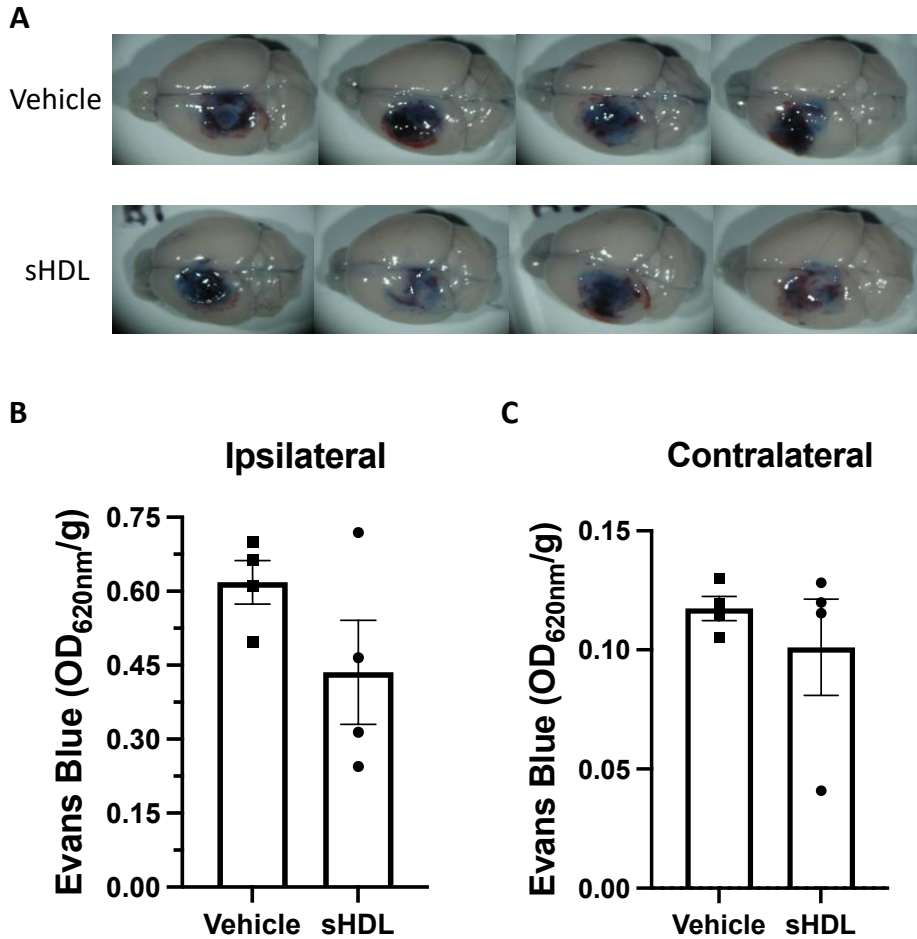 A
Vehicle
sHDL
B
C
Ipsilateral
Contralateral
Evans Blue (OD620nm/g)
0.75
0.60
0.45
0.30
0.15
0.00
Vehicle sHDL
Evans Blue (OD620nm/g)
0.15
0.10
0.05
0.00
Vehicle sHDL